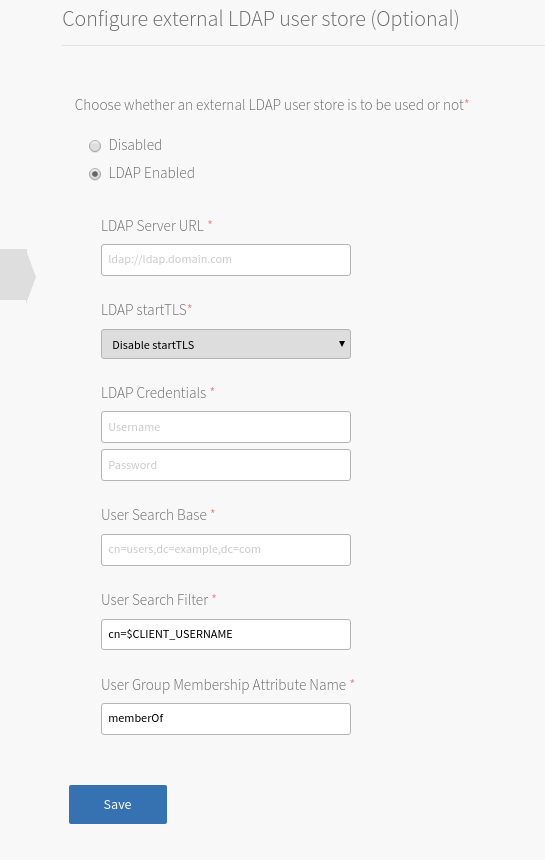 Configure external LDAP user store (Optional)
Choose whether an external LDAP user store is to be used or not*
Disabled
LDAP Enabled
LDAP Server URL *
ldap://ldap.domain.com
LDAP startTLS*
Disable startTLS
LDAP Credentials *
Username
Password
User Search Base *
cn=users,dc=example,dc=com
User Search Filter *
cn=$CLIENT_USERNAME
User Group Membership Attribute Name *
memberOf
Save